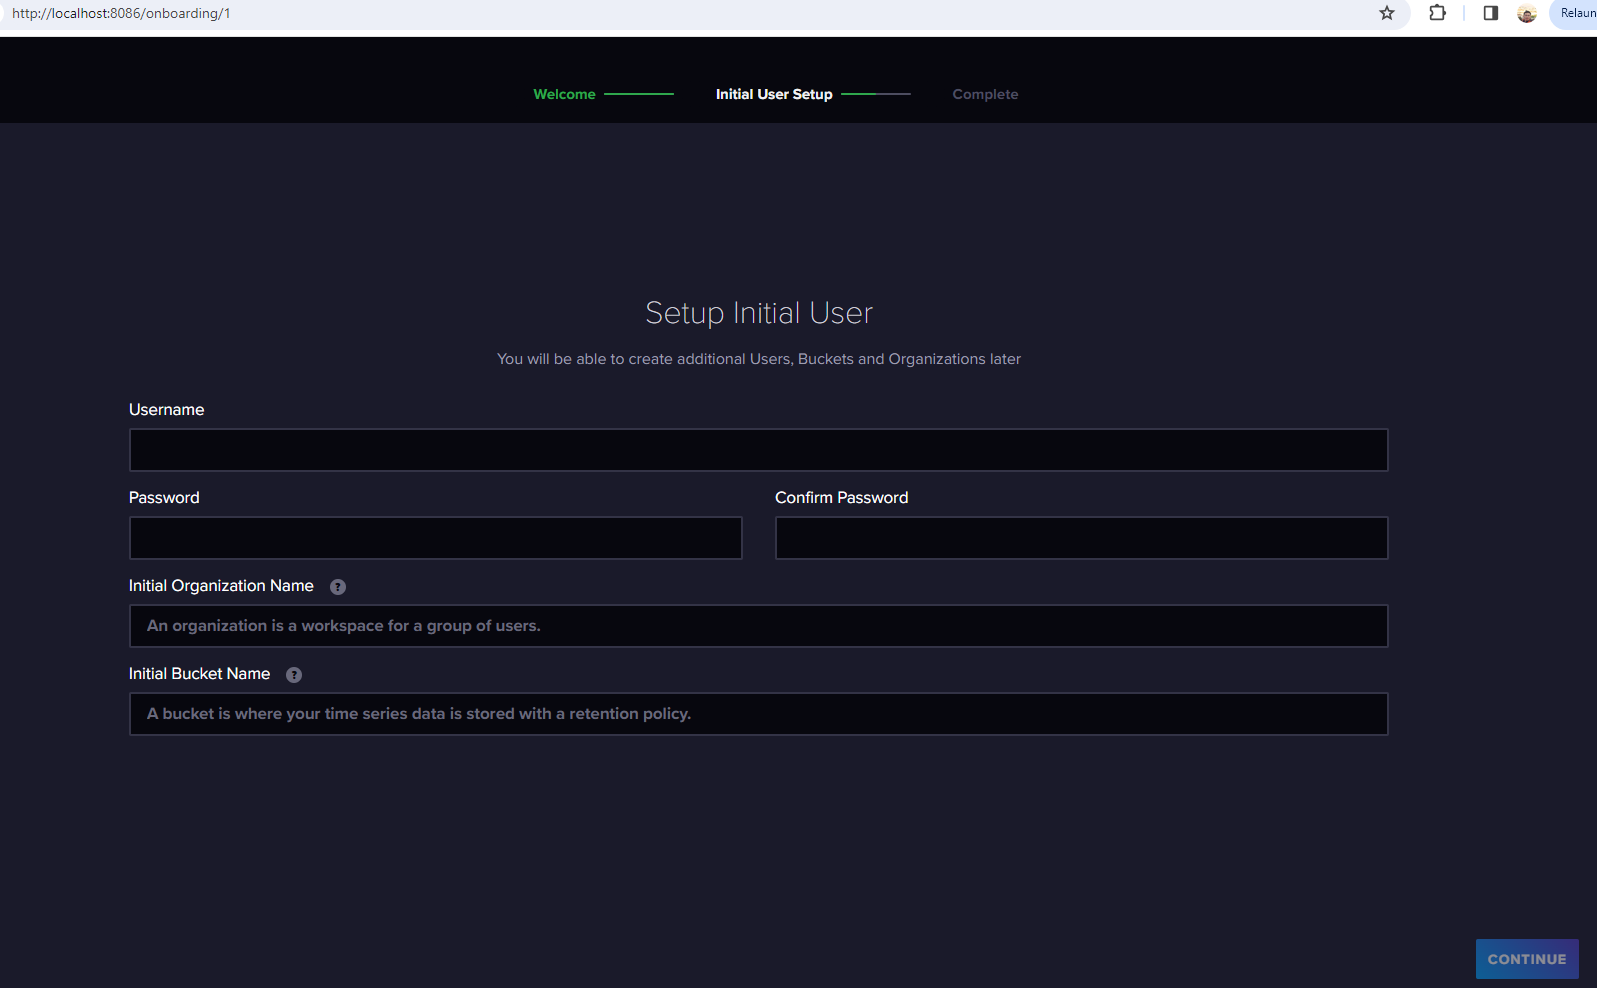 http://localhost:8086/onboarding/1
Relaun
Welcome Initial User Setup Complete
Setup Initial User
You will be able to create additional Users, Buckets and Organizations later
Username
Password Confirm Password
Initial Organization Name ?
An organization is a workspace for a group of users.
Initial Bucket Name ?
A bucket is where your time series data is stored with a retention policy.
CONTINUE